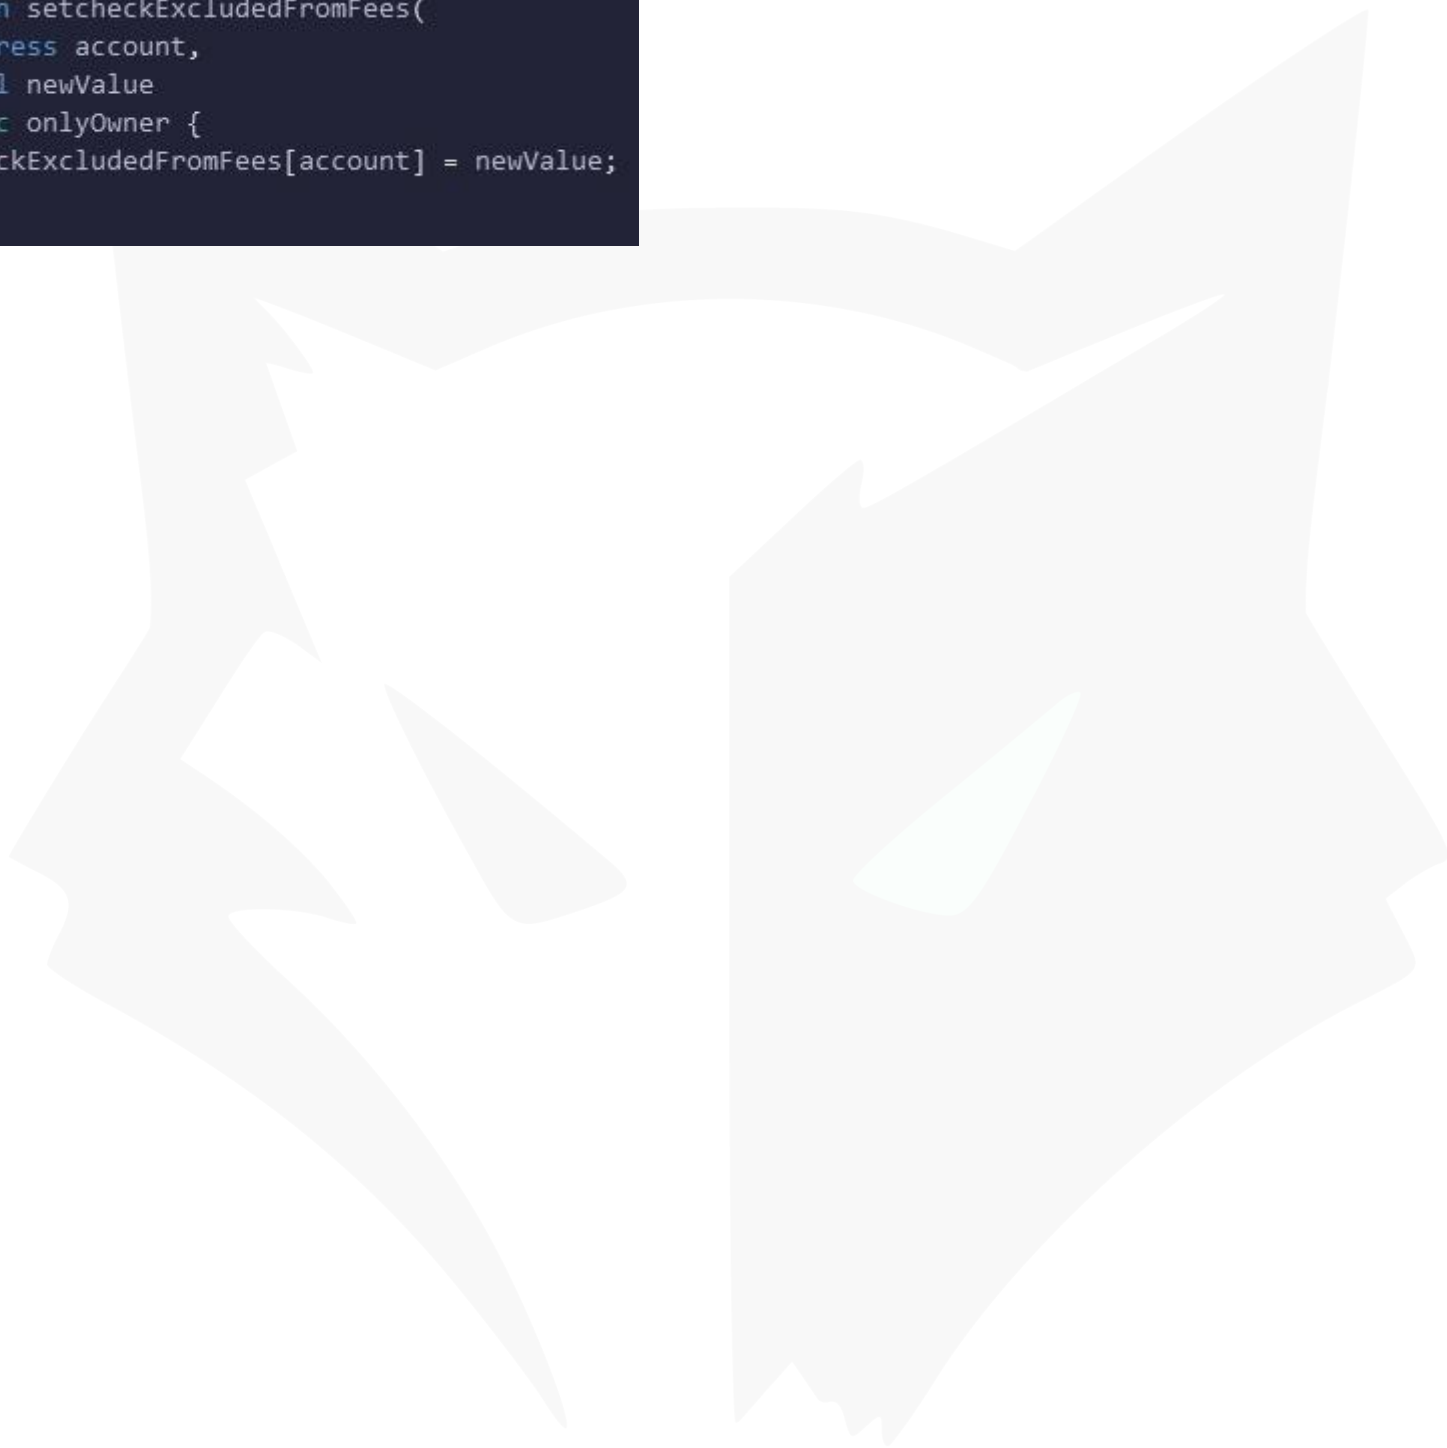 n setcheckExcludedFromFees(
ress account,
l newValue
c onlyOwner {
ckExcludedFromFees[account] = newValue;